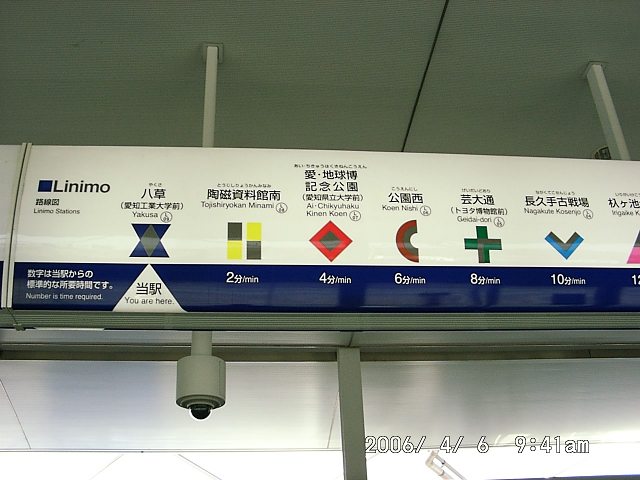 Linimo
路線図
Linimo Stations
数字は当駅からの
標準的な所要時間です。
Number is time required.
やくさ
八草
(愛知工業大学前)
Yakusa
当駅
You are here.
とうじしりょうかんみなみ
陶磁資料館南
Tojishiryokan Minami
2分/min
あい・ちきゅうはくきねんこうえん
愛・地球博
記念公園
(愛知県立大学前)
Ai・Chikyuhaku
Kinen Koen
4分/min
こうえんにし
公園西
Koen Nishi
6分/min
げいだいどおり
芸大通
(トヨタ博物館前)
Geidai-dori
8分/min
ながくてこせんじょう
長久手古戦場
Nagakute Kosenjo
10分/min
杁ヶ池
Irigaike
12
2006/ 4/ 6 9:41am